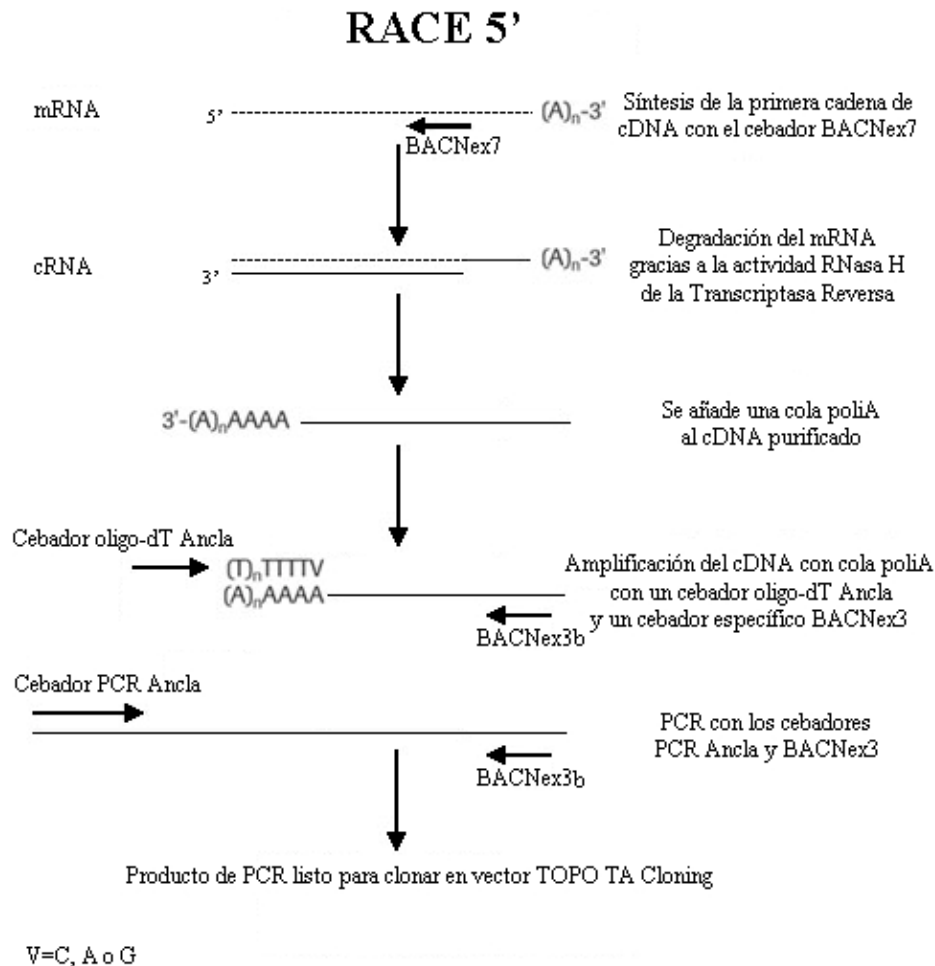 RACE 5’
mRNA
5’
(A)n-3'
BACNex7
Síntesis de la primera cadena de
cDNA con el cebador BACNex7
cRNA
3’
(A)n-3'
Degradación del mRNA
gracias a la actividad RNasa H
de la Transcriptasa Reversa
3'-(A)nAAAA
Se añade una cola poliA
al cDNA purificado
Cebador oligo-dT Ancla
(T)nTTTTV
(A)nAAAA
BACNex3b
Amplificación del cDNA con cola poliA
con un cebador oligo-dT Ancla
y un cebador específico BACNex3
Cebador PCR Ancla
BACNex3b
PCR con los cebadores
PCR Ancla y BACNex3
Producto de PCR listo para clonar en vector TOPO TA Cloning
V=C, A o G